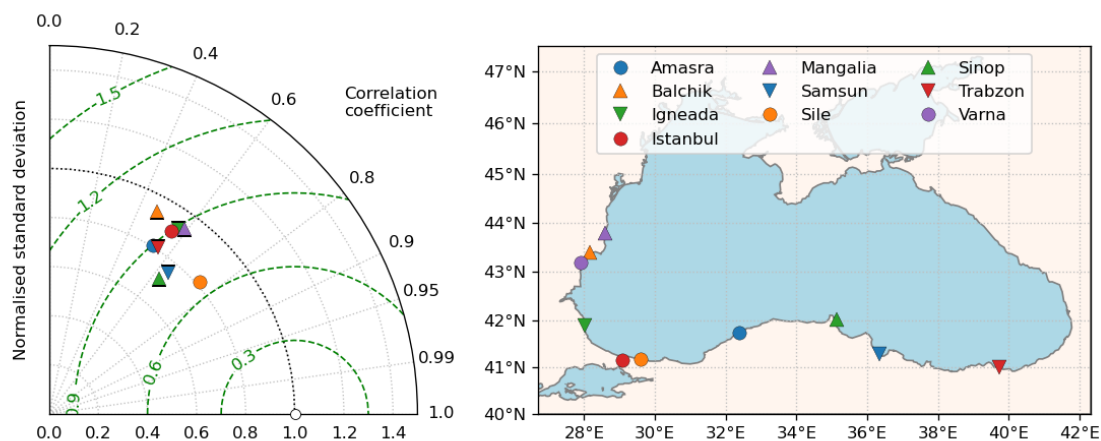 0.0
0.2
0.4
0.6
0.8
0.9
0.95
0.99
1.0
Correlation
coefficient
Normalised standard deviation
1.5
1.2
0.9
0.6
0.3
0.0 0.2 0.4 0.6 0.8 1.0 1.2 1.4
47°N
46°N
45°N
44°N
43°N
42°N
41°N
40°N
Amasra Mangalia Sinop
Balchik Samsun Trabzon
Igneada Sile Varna
Istanbul
28°E 30°E 32°E 34°E 36°E 38°E 40°E 42°E